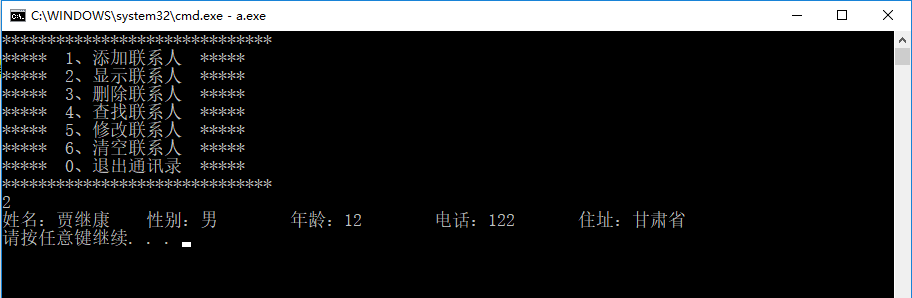 C:\WINDOWS\system32\cmd.exe - a.exe
******************************
*****  1、添加联系人  *****
*****  2、显示联系人  *****
*****  3、删除联系人  *****
*****  4、查找联系人  *****
*****  5、修改联系人  *****
*****  6、清空联系人  *****
*****  0、退出通讯录  *****
******************************
2
姓名：贾继康    性别：男        年龄：12        电话：122       住址：甘肃省
请按任意键继续. . .